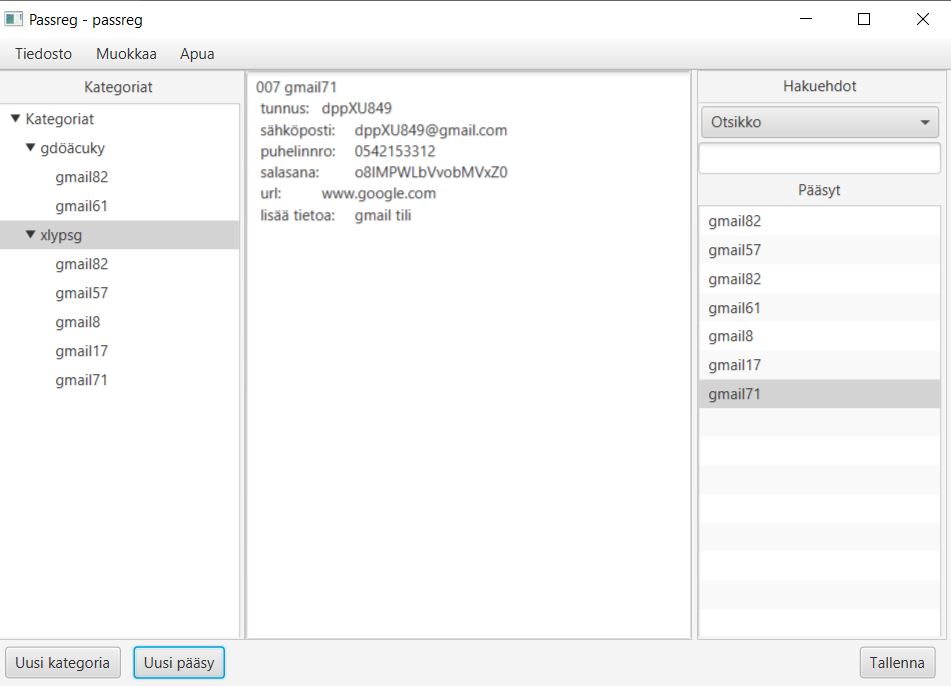 Passreg - passreg
Tiedosto Muokkaa Apua
Kategoriat
Kategoriat
gdöäcuky
gmail82
gmail61
xlypsg
gmail82
gmail57
gmail8
gmail17
gmail71
007 gmail71
tunnus: dppXU849
sähköposti: dppXU849@gmail.com
puhelinnro: 0542153312
salasana: o8IMPWLbVvobMVxZ0
url: www.google.com
lisää tietoa: gmail tili
Hakuehdot
Otsikko
Pääsyt
gmail82
gmail57
gmail82
gmail61
gmail8
gmail17
gmail71
Uusi kategoria Uusi pääsy Tallenna